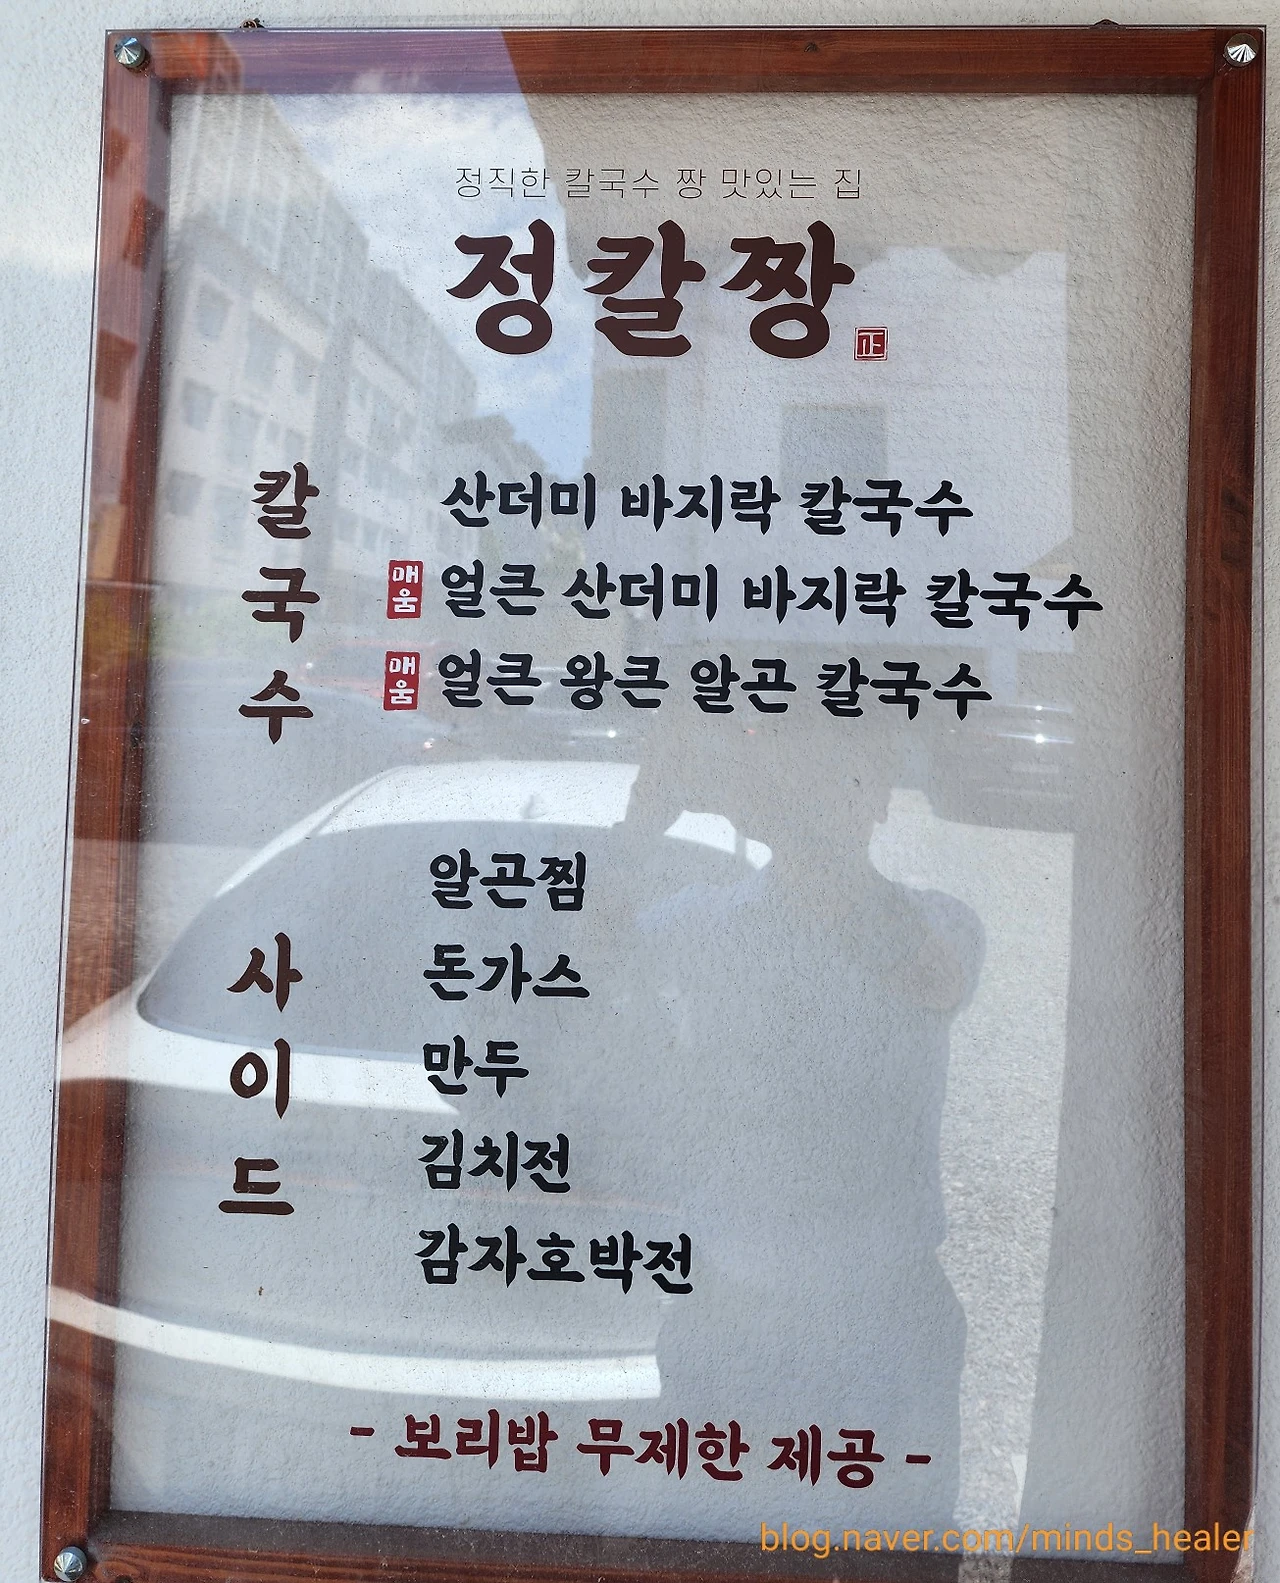 정직한 칼국수 짱 맛있는 집
정칼짱
正
칼국수
산더미 바지락 칼국수
매움 얼큰 산더미 바지락 칼국수
매움 얼큰 왕큰 알곤 칼국수
사이드
알곤찜
돈가스
만두
김치전
감자호박전
- 보리밥 무제한 제공 -
blog.naver.com/minds_healer